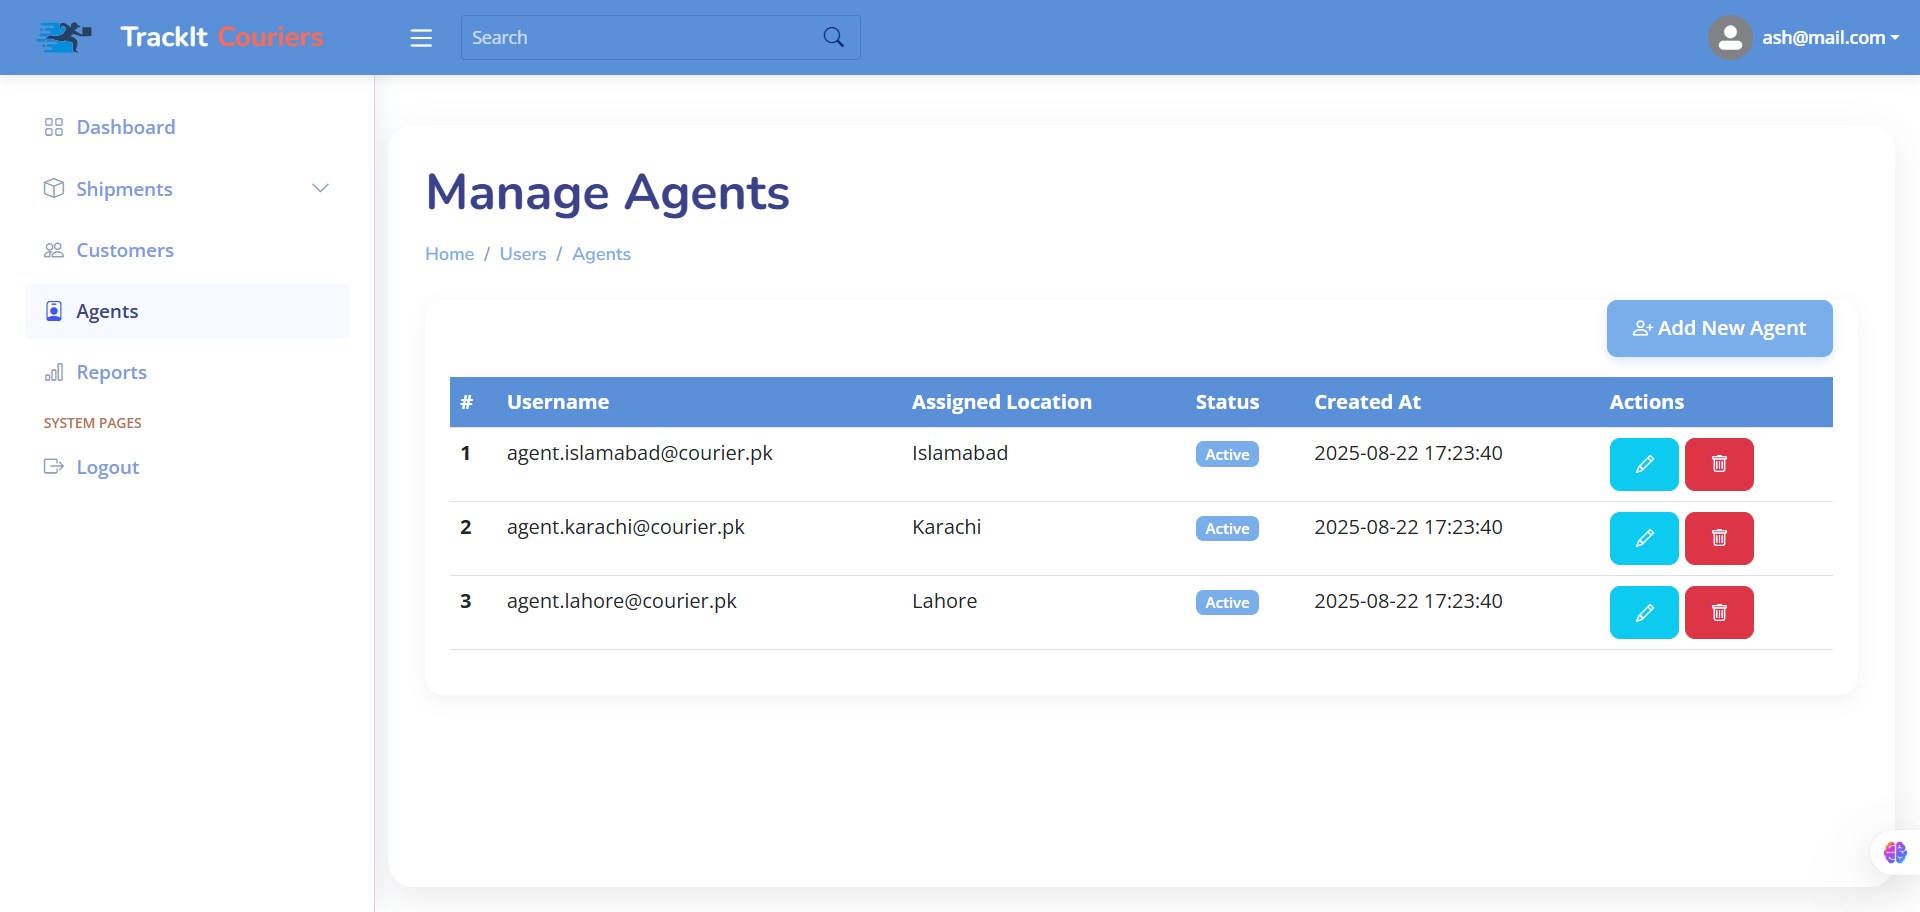 TrackIt Couriers
Search
ash@mail.com
Dashboard
Shipments
Customers
Agents
Reports
SYSTEM PAGES
Logout
Manage Agents
Home / Users / Agents
Add New Agent
# Username Assigned Location Status Created At Actions
1 agent.islamabad@courier.pk Islamabad Active 2025-08-22 17:23:40
2 agent.karachi@courier.pk Karachi Active 2025-08-22 17:23:40
3 agent.lahore@courier.pk Lahore Active 2025-08-22 17:23:40